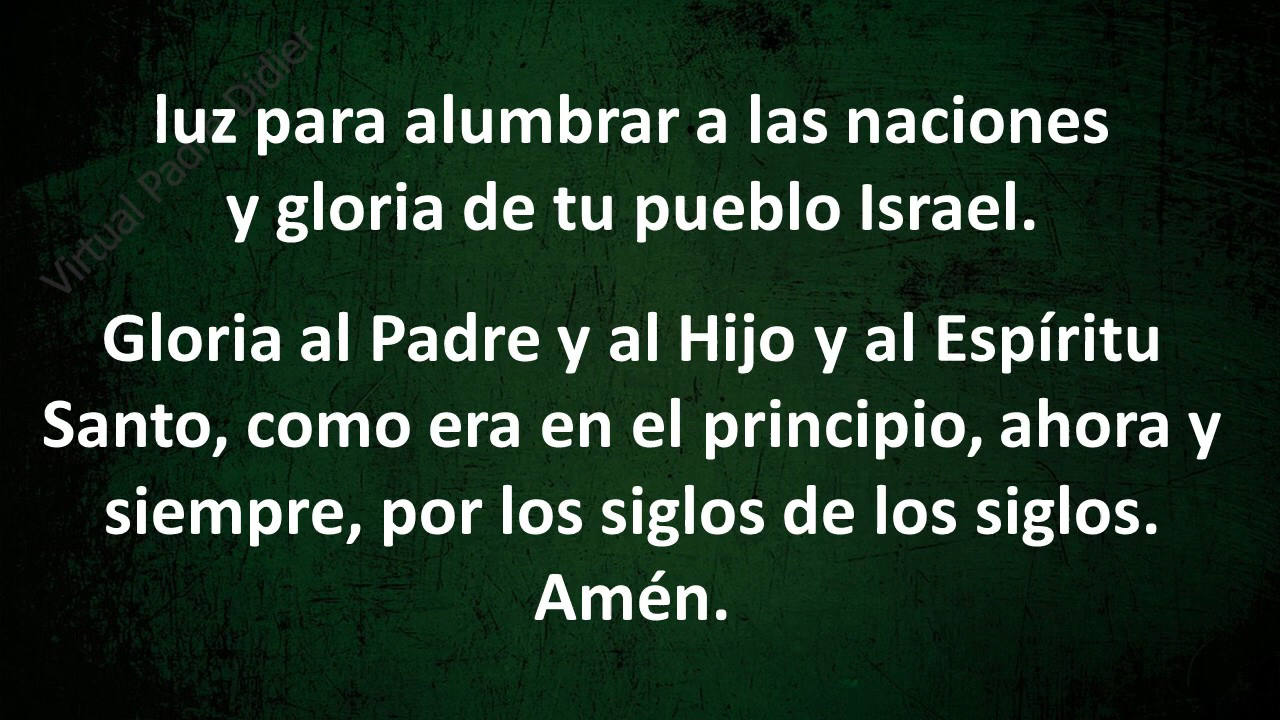 luz para alumbrar a las naciones
y gloria de tu pueblo Israel.
Gloria al Padre y al Hijo y al Espíritu
Santo, como era en el principio, ahora y
siempre, por los siglos de los siglos.
Amén.
Virtual Padre Didier